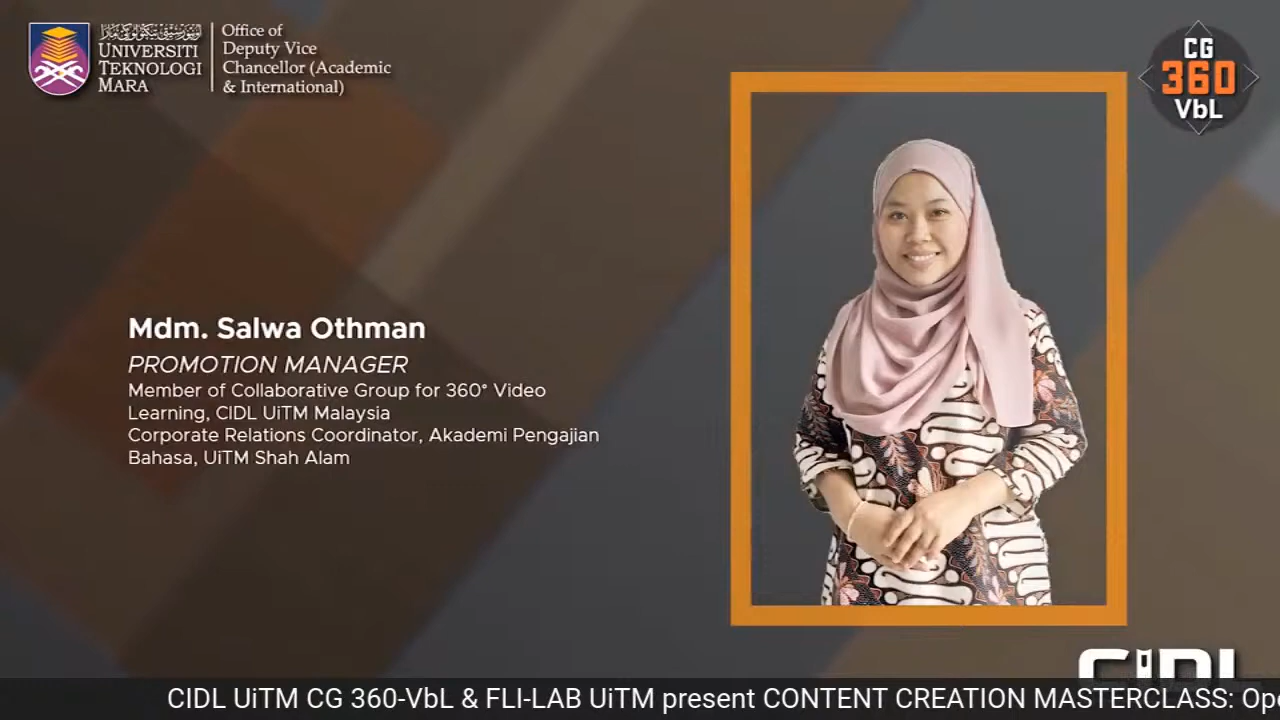 UNIVERSITI
TEKNOLOGI
MARA
Office of
Deputy Vice
Chancellor (Academic
& International)
CG
360
VbL
Mdm. Salwa Othman
PROMOTION MANAGER
Member of Collaborative Group for 360° Video
Learning, CIDL UiTM Malaysia
Corporate Relations Coordinator, Akademi Pengajian
Bahasa, UiTM Shah Alam
CIDL
CIDL UiTM CG 360-VbL & FLI-LAB UiTM present CONTENT CREATION MASTERCLASS: